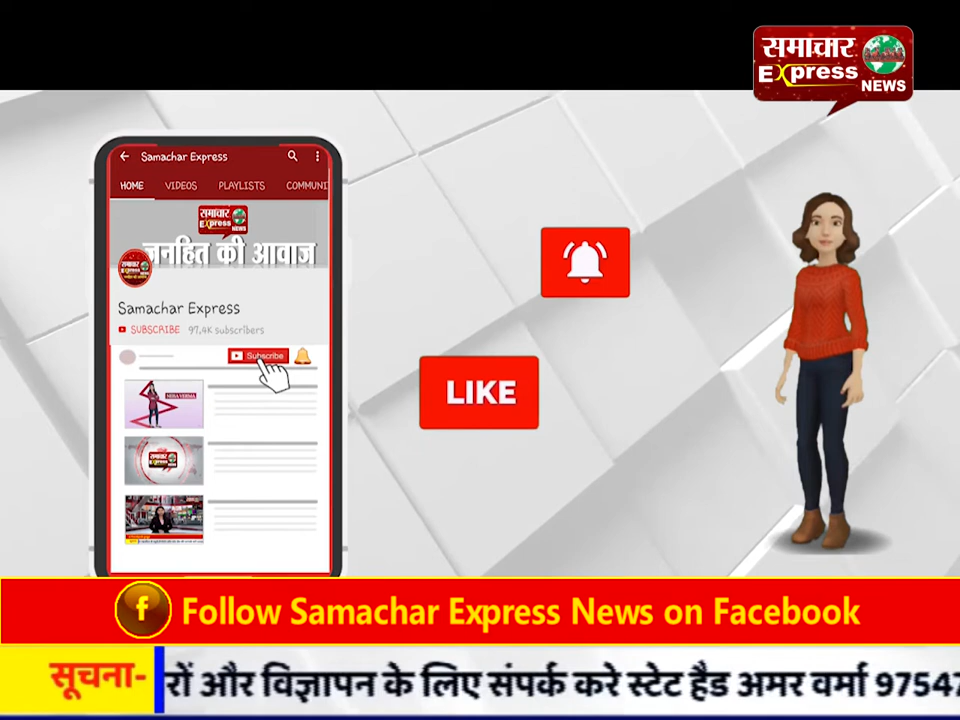 समाचार
Express
NEWS
Samachar Express
HOME VIDEOS PLAYLISTS COMMUNI
समाचार
Express
NEWS
जनहित की आवाज
Samachar Express
SUBSCRIBE 97.4K subscribers
Subscribe
LIKE
f Follow Samachar Express News on Facebook
सूचना- रों और विज्ञापन के लिए संपर्क करे स्टेट हैड अमर वर्मा 97547